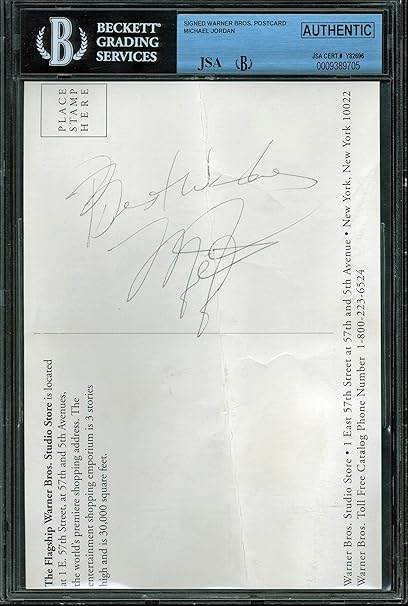 BECKETT
GRADING
SERVICES
SIGNED WARNER BROS. POSTCARD
MICHAEL JORDAN
JSA B
AUTHENTIC
JSA CERT# Y82696
0009389705
PLACE
STAMP
HERE
Best Wishes
Warner Bros. Studio Store • 1 East 57th Street at 57th and 5th Avenue • New York, New York 10022
Warner Bros. Toll Free Catalog Phone Number 1-800-223-6524
The Flagship Warner Bros. Studio Store is located
at 1 E. 57th Street, at 57th and 5th Avenues,
the world's premiere shopping address. The
entertainment shopping emporium is 3 stories
high and is 30,000 square feet.